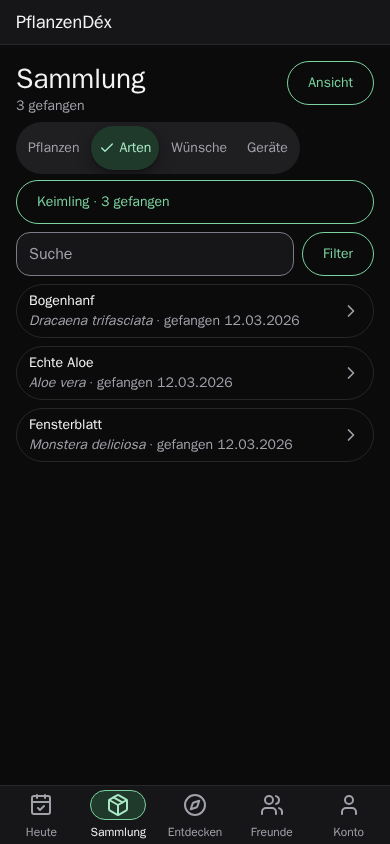 PflanzenDéx
Sammlung
3 gefangen
Ansicht
Pflanzen
Arten
Wünsche
Geräte
Keimling · 3 gefangen
Suche
Filter
Bogenhanf
Dracaena trifasciata · gefangen 12.03.2026
Echte Aloe
Aloe vera · gefangen 12.03.2026
Fensterblatt
Monstera deliciosa · gefangen 12.03.2026
Heute
Sammlung
Entdecken
Freunde
Konto